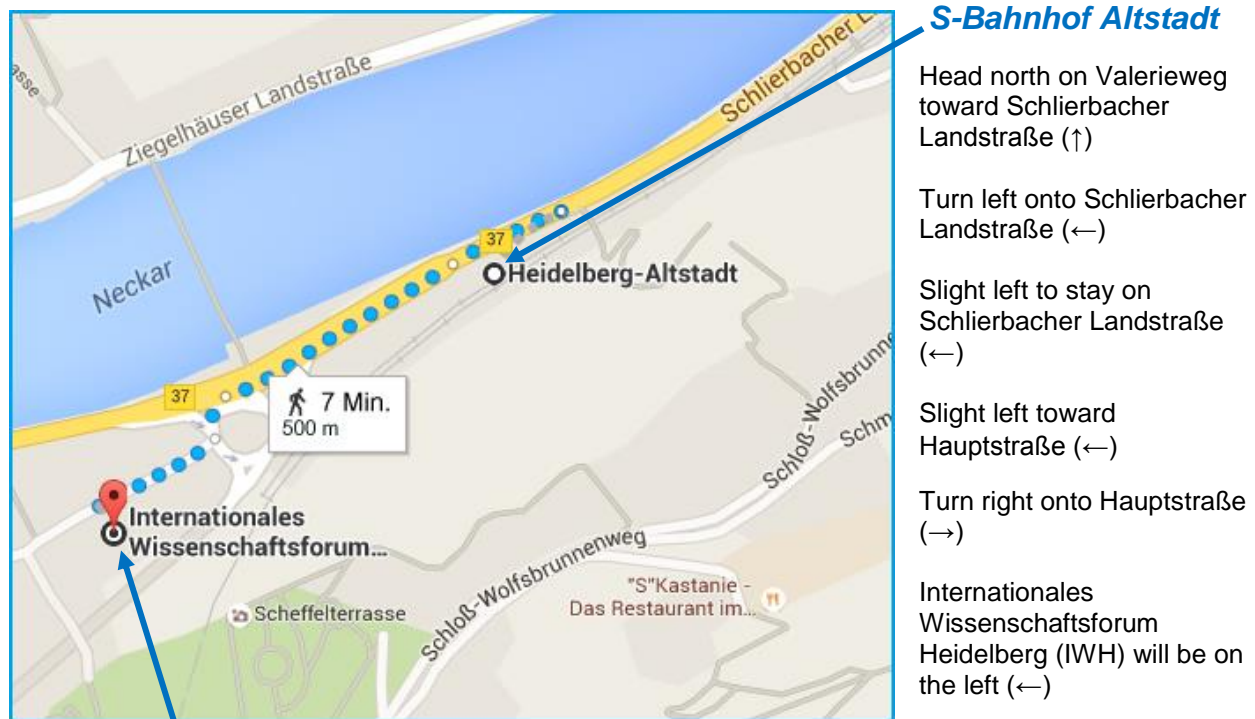 S-Bahnhof Altstadt
Head north on Valerieweg
toward Schlierbacher
Landstraße (↑)
Turn left onto Schlierbacher
Landstraße (←)
Slight left to stay on
Schlierbacher Landstraße
(←)
Slight left toward
Hauptstraße (←)
Turn right onto Hauptstraße
(→)
Internationales
Wissenschaftsforum
Heidelberg (IWH) will be on
the left (←)
Schlierbacher
Ziegelhäuser Landstraße
asse
Neckar
37
Heidelberg-Altstadt
37
7 Min.
500 m
Internationales
Wissenschaftsforum...
Schloß-Wolfsbrunne
Schm
Schloß-Wolfsbrunnenweg
"S"Kastanie -
Das Restaurant im...
Scheffelterrasse